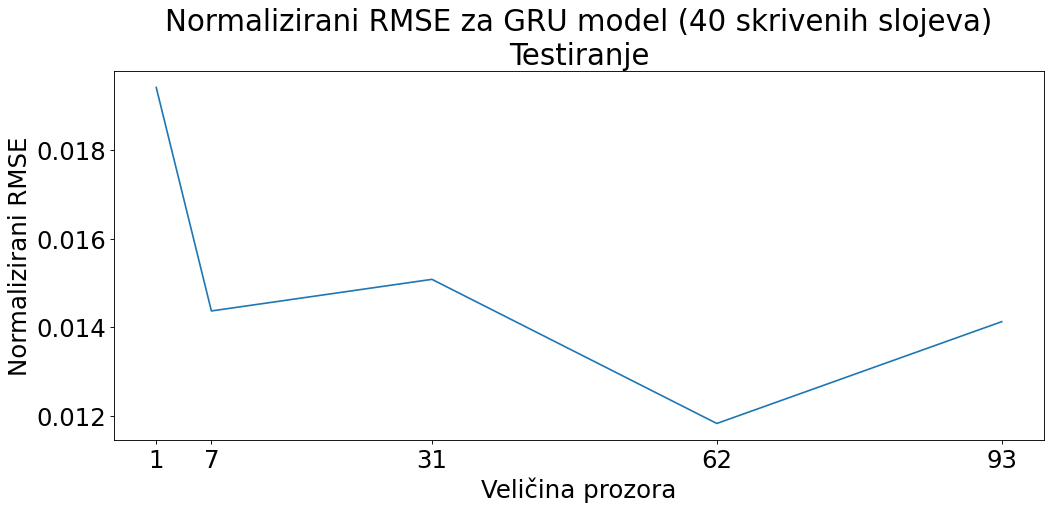 Normalizirani RMSE za GRU model (40 skrivenih slojeva)
Testiranje
Normalizirani RMSE
0.018
0.016
0.014
0.012
1 7 31 62 93
Veličina prozora